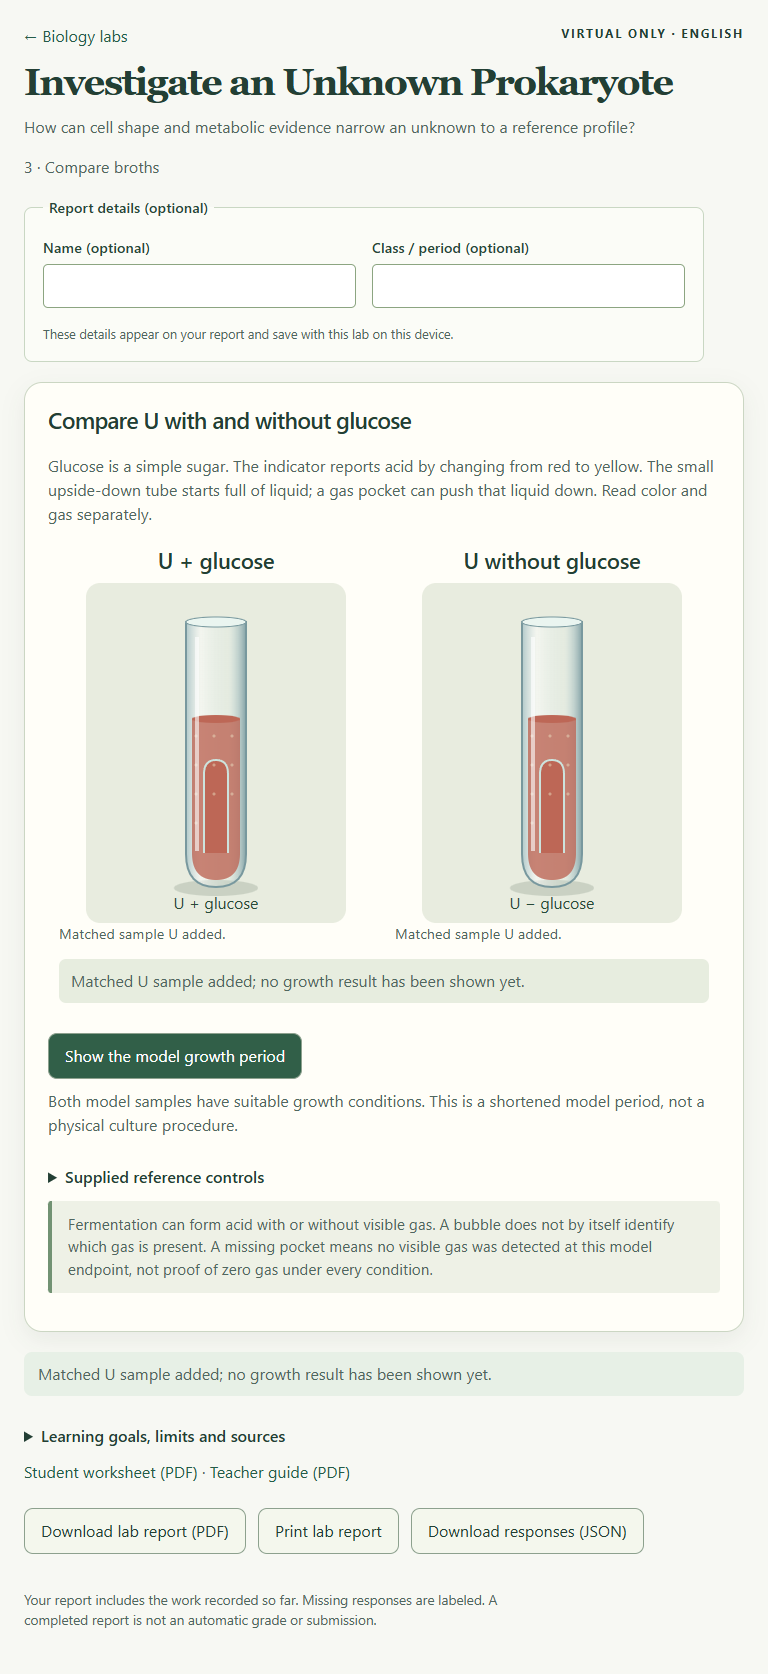 ← Biology labs
VIRTUAL ONLY · ENGLISH
Investigate an Unknown Prokaryote
How can cell shape and metabolic evidence narrow an unknown to a reference profile?
3 · Compare broths
Report details (optional)
Name (optional)
Class / period (optional)
These details appear on your report and save with this lab on this device.
Compare U with and without glucose
Glucose is a simple sugar. The indicator reports acid by changing from red to yellow. The small
upside-down tube starts full of liquid; a gas pocket can push that liquid down. Read color and
gas separately.
U + glucose
U without glucose
U + glucose
U − glucose
Matched sample U added.
Matched sample U added.
Matched U sample added; no growth result has been shown yet.
Show the model growth period
Both model samples have suitable growth conditions. This is a shortened model period, not a
physical culture procedure.
▶ Supplied reference controls
Fermentation can form acid with or without visible gas. A bubble does not by itself identify
which gas is present. A missing pocket means no visible gas was detected at this model
endpoint, not proof of zero gas under every condition.
Matched U sample added; no growth result has been shown yet.
▶ Learning goals, limits and sources
Student worksheet (PDF) · Teacher guide (PDF)
Download lab report (PDF)
Print lab report
Download responses (JSON)
Your report includes the work recorded so far. Missing responses are labeled. A
completed report is not an automatic grade or submission.